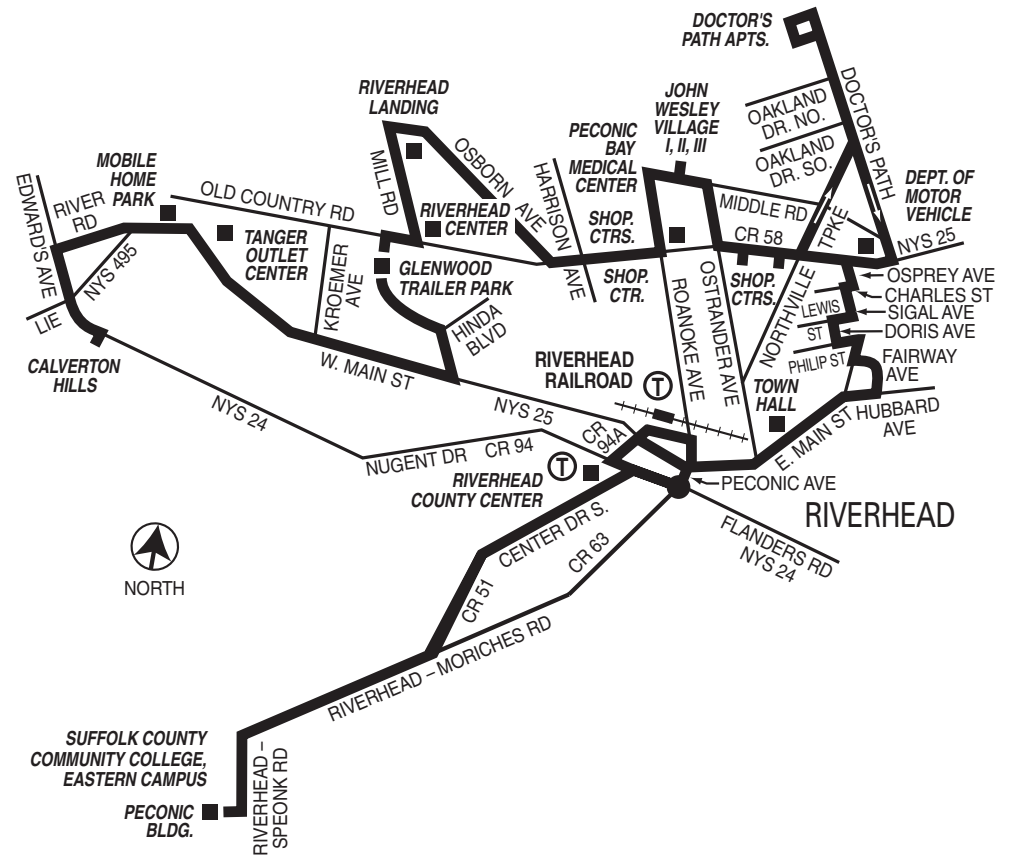 DOCTOR'S
PATH APTS.
RIVERHEAD
LANDING
JOHN
WESLEY
VILLAGE
I, II, III
OAKLAND
DR. NO.
DOCTOR'S PATH
PECONIC
BAY
MEDICAL
CENTER
OAKLAND
DR. SO.
MOBILE
HOME
PARK
MILL RD
OSBORN
AVE
HARRISON
AVE
DEPT. OF
MOTOR
VEHICLE
EDWARD'S AVE
RIVER
RD
OLD COUNTRY RD
RIVERHEAD
CENTER
SHOP.
CTRS.
MIDDLE RD
CR 58
NORTHVILLE
TPKE
NYS 25
TANGER
OUTLET
CENTER
KROEMER
AVE
GLENWOOD
TRAILER PARK
SHOP.
CTR.
SHOP.
CTRS.
OSPREY AVE
NYS 495
LIE
HINDA
BLVD
ROANOKE AVE
OSTRANDER AVE
CHARLES ST
LEWIS
ST
SIGAL AVE
DORIS AVE
CALVERTON
HILLS
W. MAIN ST
RIVERHEAD
RAILROAD
T
PHILIP ST
FAIRWAY
AVE
TOWN
HALL
HUBBARD
AVE
NYS 24
NYS 25
CR
94A
E. MAIN ST
NUGENT DR
CR 94
T
RIVERHEAD
COUNTY CENTER
PECONIC AVE
RIVERHEAD
CENTER DR S.
FLANDERS RD
NYS 24
NORTH
CR 63
CR 51
RIVERHEAD – MORICHES RD
SUFFOLK COUNTY
COMMUNITY COLLEGE,
EASTERN CAMPUS
RIVERHEAD –
SPEONK RD
PECONIC
BLDG.